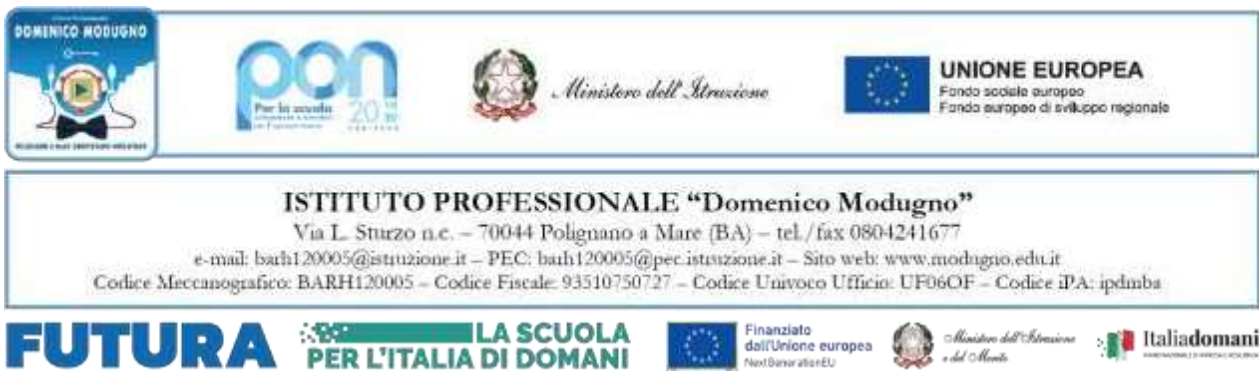 DOMENICO MODUGNO
pon
Per la scuola
20
Ministero dell'Istruzione
UNIONE EUROPEA
Fondo sociale europeo
Fondo europeo di sviluppo regionale
ISTITUTO PROFESSIONALE “Domenico Modugno”
Via L. Sturzo n.c. – 70044 Polignano a Mare (BA) – tel./fax 0804241677
e-mail: barh120005@istruzione.it – PEC: barh120005@pec.istruzione.it – Sito web: www.modugno.edu.it
Codice Meccanografico: BARH120005 – Codice Fiscale: 93510750727 – Codice Univoco Ufficio: UF06OF – Codice iPA: ipdmba
FUTURA
LA SCUOLA
PER L'ITALIA DI DOMANI
Finanziato
dall'Unione europea
NextGenerationEU
Ministero dell'Istruzione
e del Merito
Italiadomani